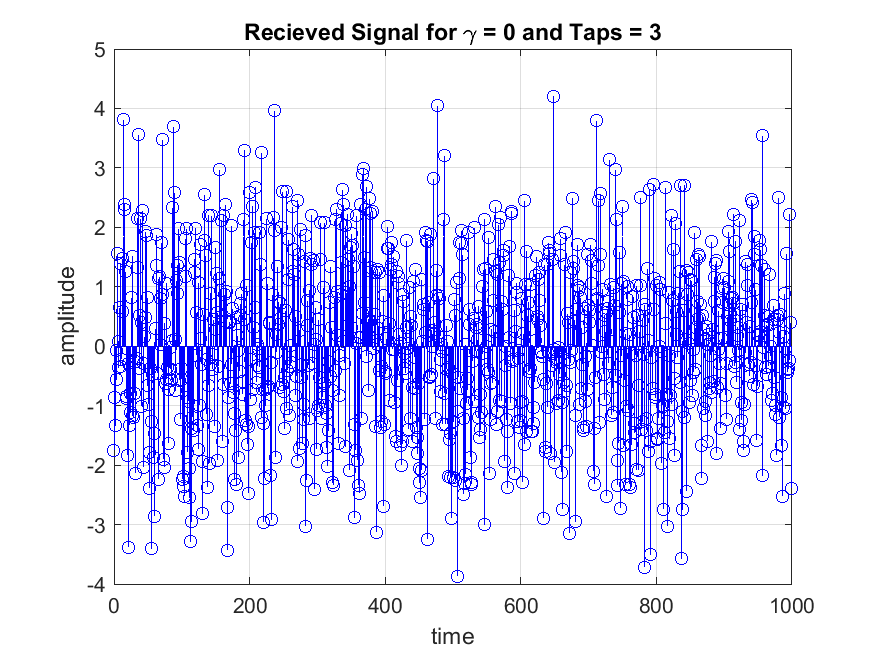 Recieved Signal for γ = 0 and Taps = 3
5
4
3
2
1
0
-1
-2
-3
-4
amplitude
0 200 400 600 800 1000
time